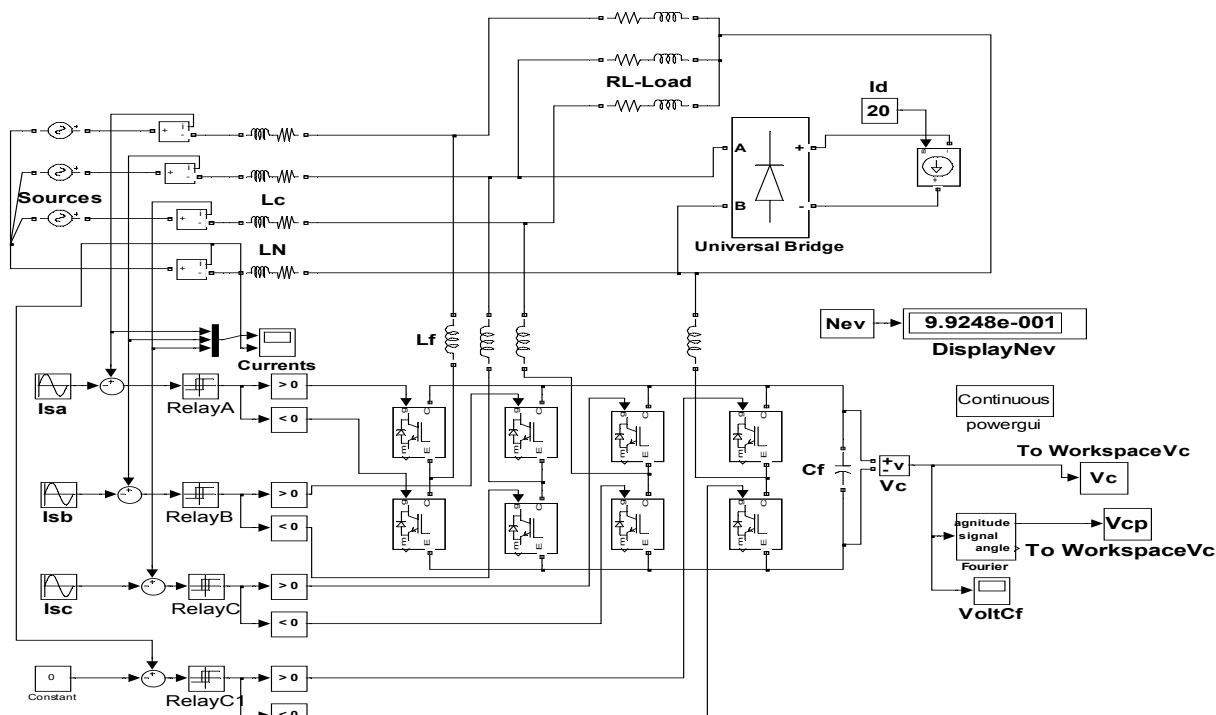 RL-Load
Id
20
A
+
s
-
+
B
-
Universal Bridge
+
i
-
+
i
-
Sources
+
i
-
Lc
LN
+
i
-
Nev
9.9248e-001
DisplayNev
Lf
Currents
Isa
RelayA
> 0
< 0
g
C
E
m
g
C
E
m
g
C
E
m
g
C
E
m
Continuous
powergui
Cf
+
-
v
Vc
To WorkspaceVc
Vc
Isb
RelayB
> 0
< 0
g
C
E
m
g
C
E
m
g
C
E
m
g
C
E
m
agnitude
signal
angle
Fourier
Vcp
To WorkspaceVc
VoltCf
Isc
RelayC
> 0
< 0
0
Constant
RelayC1
> 0
< 0